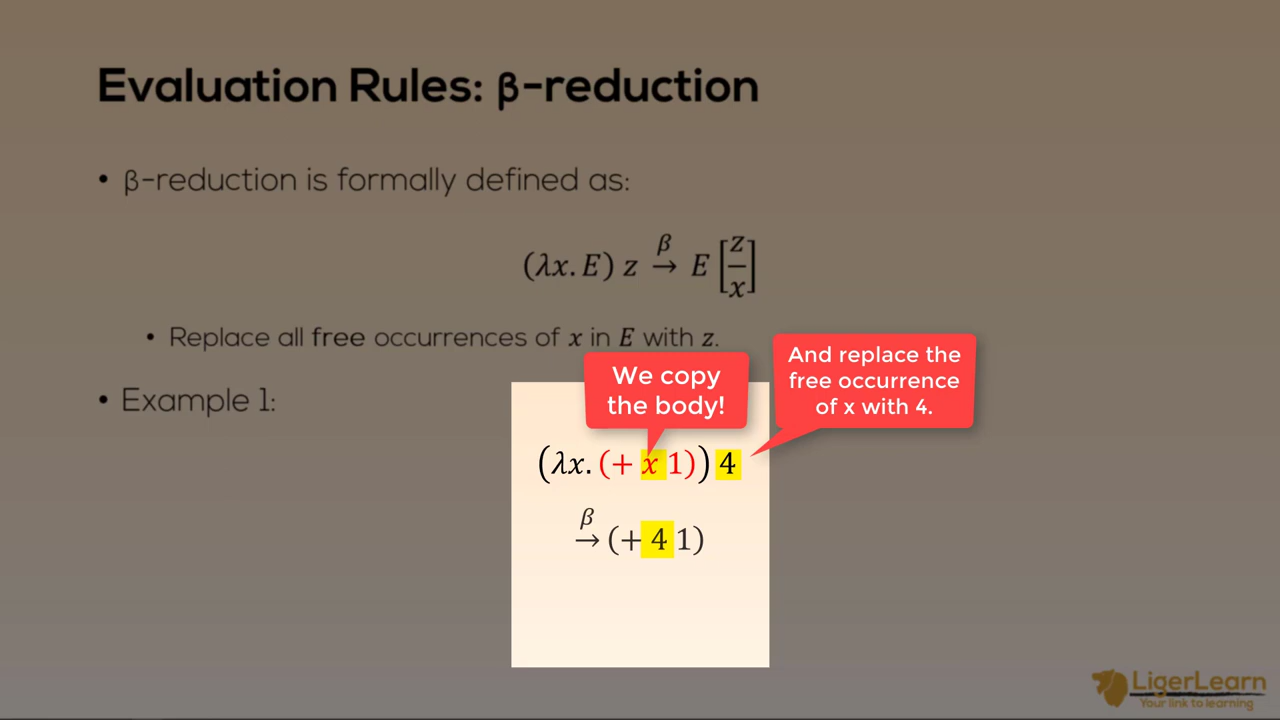 Evaluation Rules: β-reduction
• β-reduction is formally defined as:
(λx. E) z →^β E [z/x]
• Replace all free occurrences of x in E with z.
We copy
the body!
And replace the
free occurrence
of x with 4.
• Example 1:
(λx. (+ x 1)) 4
→^β (+ 4 1)
LigerLearn
Your link to learning